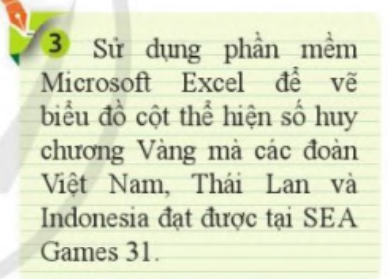 3 Sử dụng phần mềm
Microsoft Excel để vẽ
biểu đồ cột thể hiện số huy
chương Vàng mà các đoàn
Việt Nam, Thái Lan và
Indonesia đạt được tại SEA
Games 31.